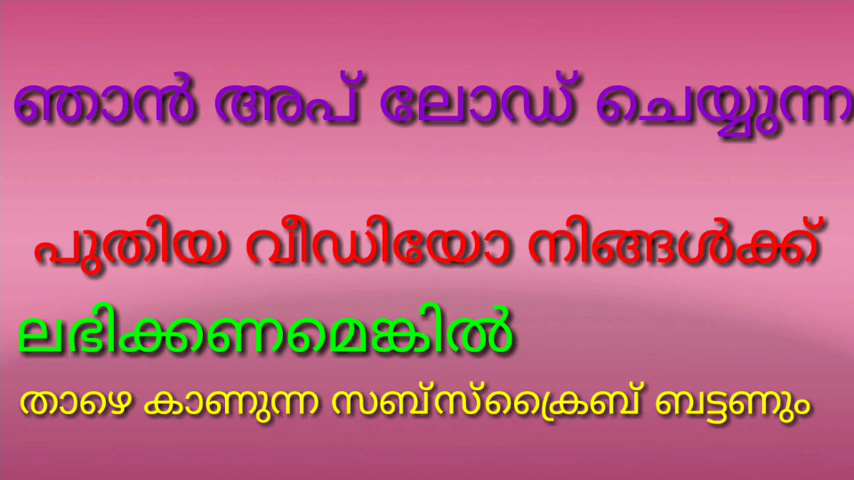 ഞാൻ അപ് ലോഡ് ചെയ്യുന്ന
പുതിയ വീഡിയോ നിങ്ങൾക്ക്
ലഭിക്കണമെങ്കിൽ
താഴെ കാണുന്ന സബ്സ്ക്രൈബ് ബട്ടണും